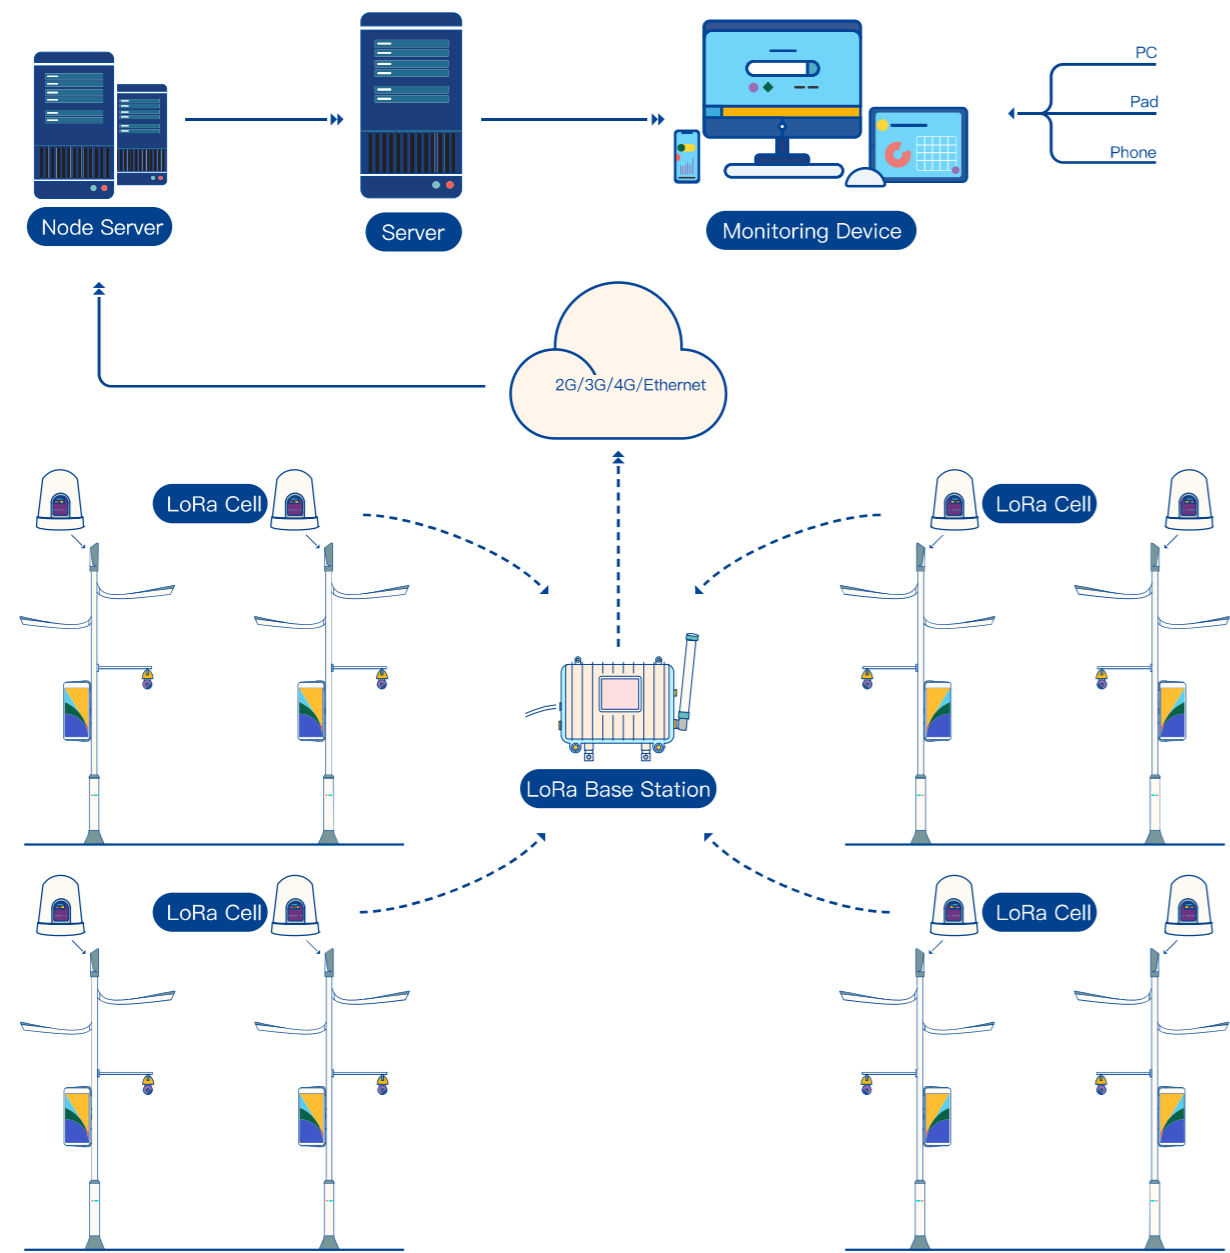 PC
Pad
Phone
Node Server
Server
Monitoring Device
2G/3G/4G/Ethernet
LoRa Cell
LoRa Cell
LoRa Base Station
LoRa Cell
LoRa Cell